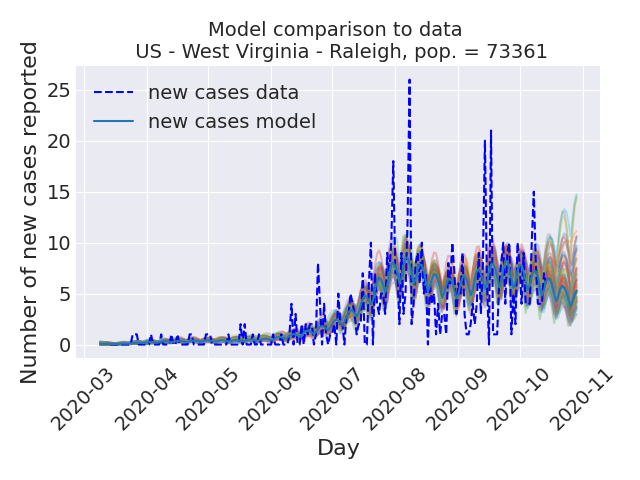 Model comparison to data
US - West Virginia - Raleigh, pop. = 73361
Number of new cases reported
25
20
15
10
5
0
new cases data
new cases model
2020-03
2020-04
2020-05
2020-06
2020-07
2020-08
2020-09
2020-10
2020-11
Day